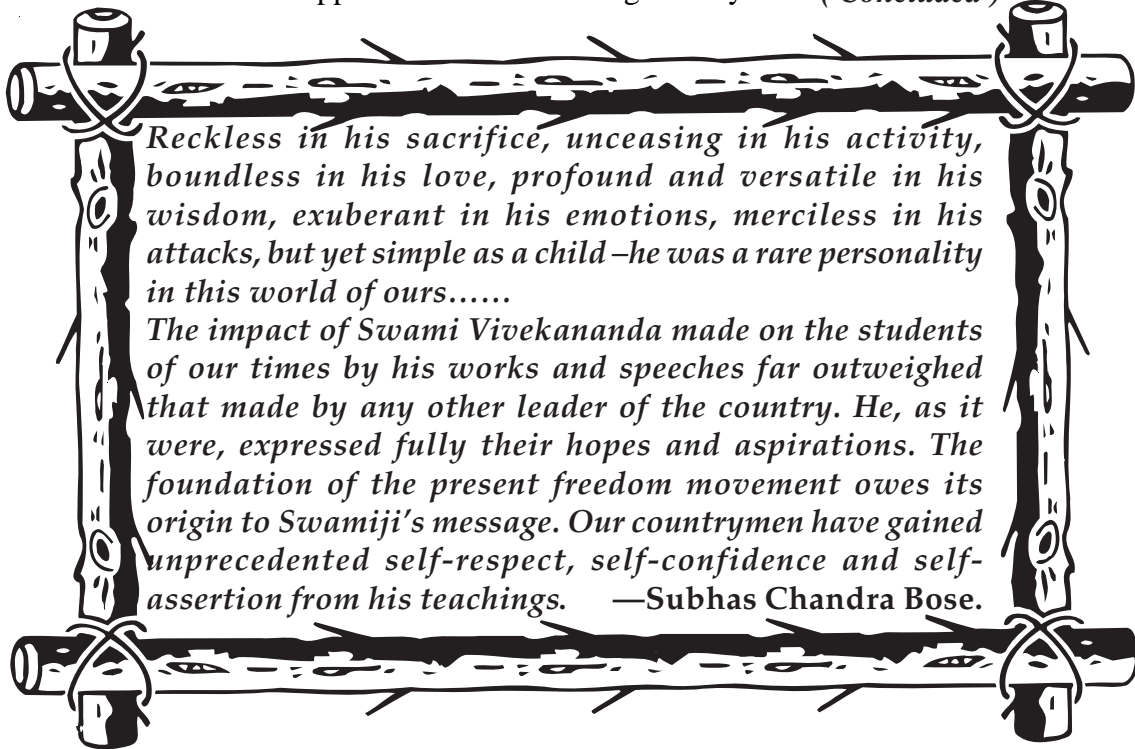 (Concluded)
Reckless in his sacrifice, unceasing in his activity,
boundless in his love, profound and versatile in his
wisdom, exuberant in his emotions, merciless in his
attacks, but yet simple as a child –he was a rare personality
in this world of ours......
The impact of Swami Vivekananda made on the students
of our times by his works and speeches far outweighed
that made by any other leader of the country. He, as it
were, expressed fully their hopes and aspirations. The
foundation of the present freedom movement owes its
origin to Swamiji's message. Our countrymen have gained
unprecedented self-respect, self-confidence and self-
assertion from his teachings. —Subhas Chandra Bose.